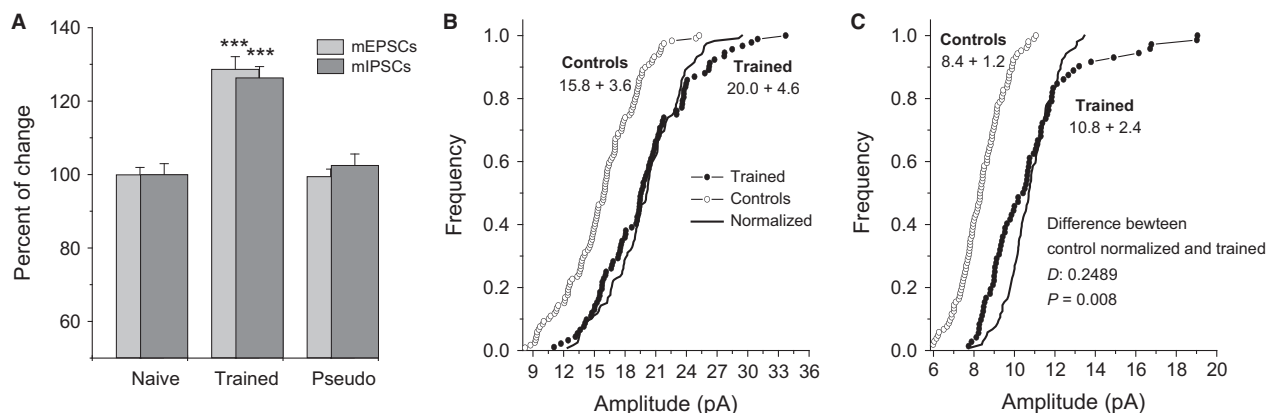 A
140
120
100
80
60
Percent of change
***
***
mEPSCs
mIPSCs
Naive
Trained
Pseudo
B
1.0
0.8
0.6
0.4
0.2
0.0
Frequency
Controls
15.8 + 3.6
Trained
20.0 + 4.6
Trained
Controls
Normalized
9 12 15 18 21 24 27 30 33 36
Amplitude (pA)
C
1.0
0.8
0.6
0.4
0.2
0.0
Frequency
Controls
8.4 + 1.2
Trained
10.8 + 2.4
Difference bewteen
control normalized and trained
D: 0.2489
P = 0.008
6 8 10 12 14 16 18 20
Amplitude (pA)